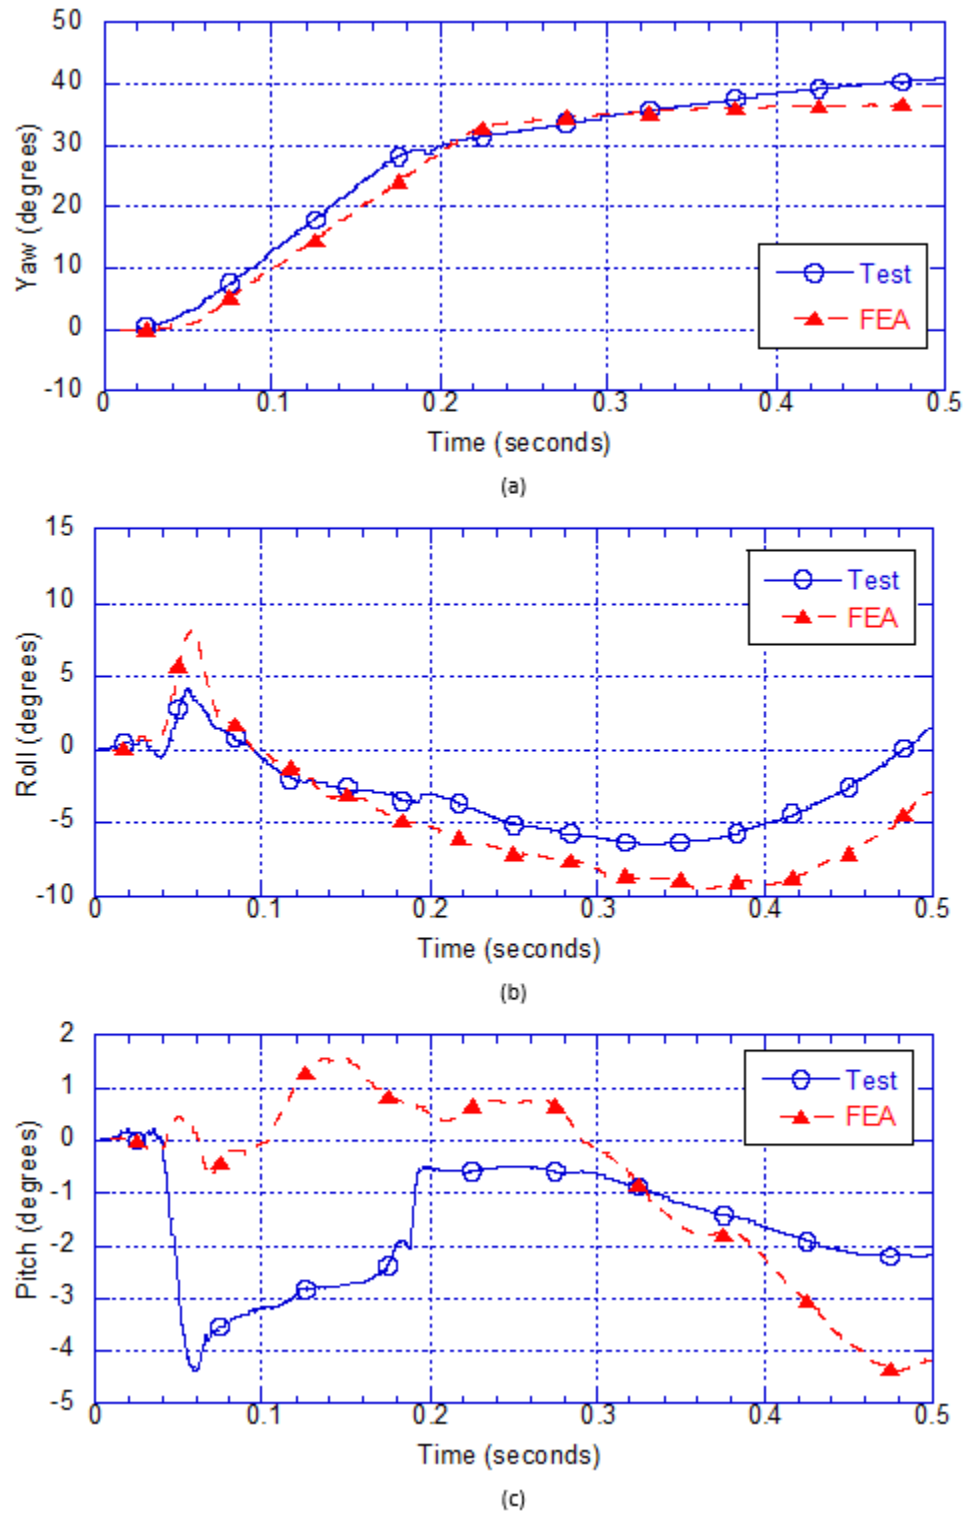 50
40
30
20
10
0
-10
Yaw (degrees)
Test
FEA
0 0.1 0.2 0.3 0.4 0.5
Time (seconds)
(a)
15
10
5
0
-5
-10
Roll (degrees)
Test
FEA
0 0.1 0.2 0.3 0.4 0.5
Time (seconds)
(b)
2
1
0
-1
-2
-3
-4
-5
Pitch (degrees)
Test
FEA
0 0.1 0.2 0.3 0.4 0.5
Time (seconds)
(c)